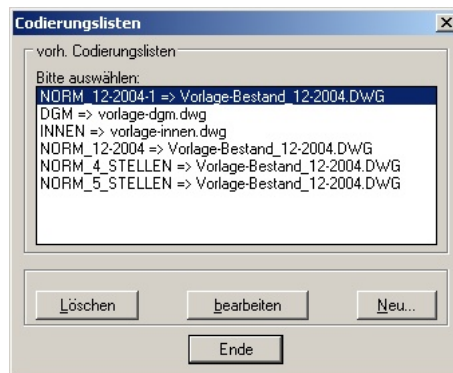 Codierungslisten
vorh. Codierungslisten
Bitte auswählen:
NORM_12-2004-1 => Vorlage-Bestand_12-2004.DWG
DGM => vorlage-dgm.dwg
INNEN => vorlage-innen.dwg
NORM_12-2004 => Vorlage-Bestand_12-2004.DWG
NORM_4_STELLEN => Vorlage-Bestand_12-2004.DWG
NORM_5_STELLEN => Vorlage-Bestand_12-2004.DWG
Löschen bearbeiten Neu...
Ende